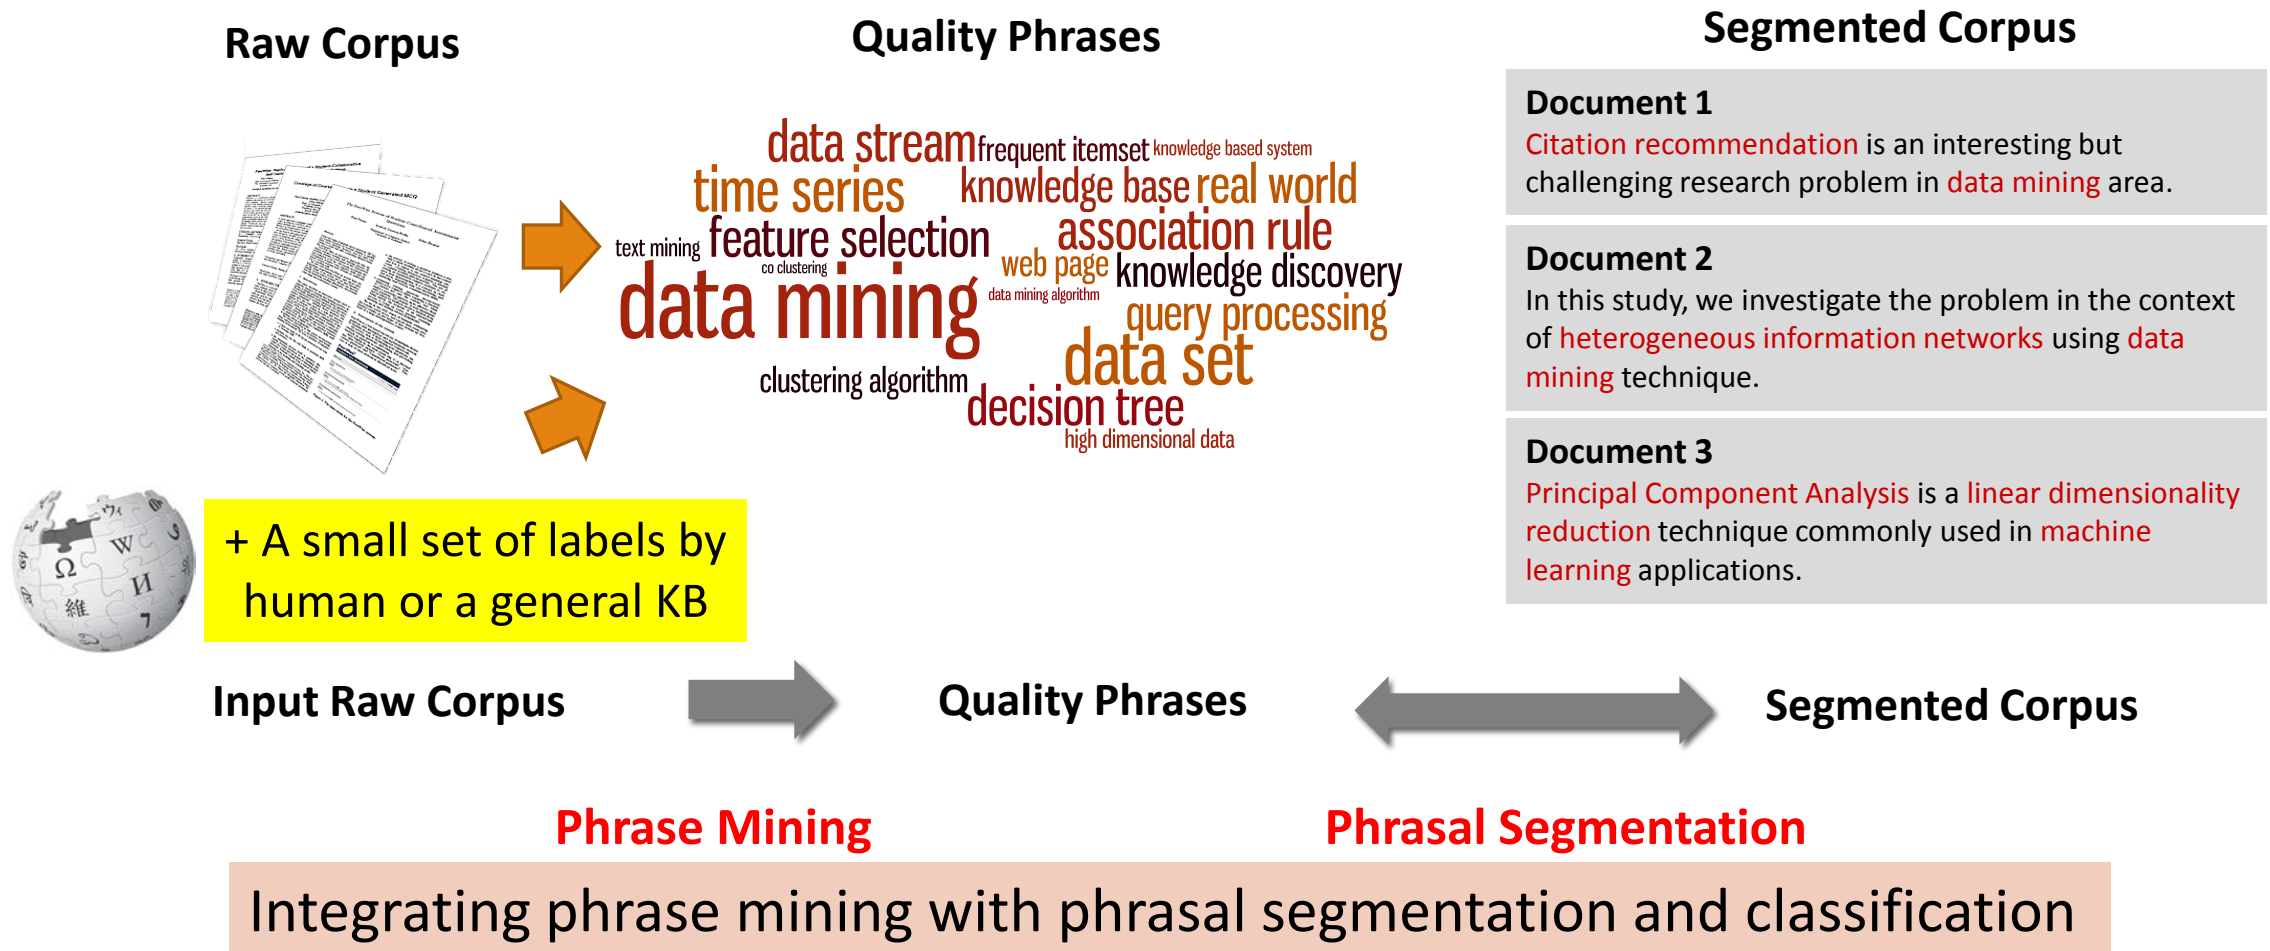 Raw Corpus
Quality Phrases
Segmented Corpus
data stream
frequent itemset
knowledge based system
time series
knowledge base
real world
text mining
feature selection
association rule
co clustering
web page
knowledge discovery
data mining
data mining algorithm
query processing
data set
clustering algorithm
decision tree
high dimensional data
Document 1
Citation recommendation is an interesting but
challenging research problem in data mining area.
Document 2
In this study, we investigate the problem in the context
of heterogeneous information networks using data
mining technique.
Document 3
Principal Component Analysis is a linear dimensionality
reduction technique commonly used in machine
learning applications.
Ω
W
И
維
+ A small set of labels by
human or a general KB
Input Raw Corpus
Quality Phrases
Segmented Corpus
Phrase Mining
Phrasal Segmentation
Integrating phrase mining with phrasal segmentation and classification